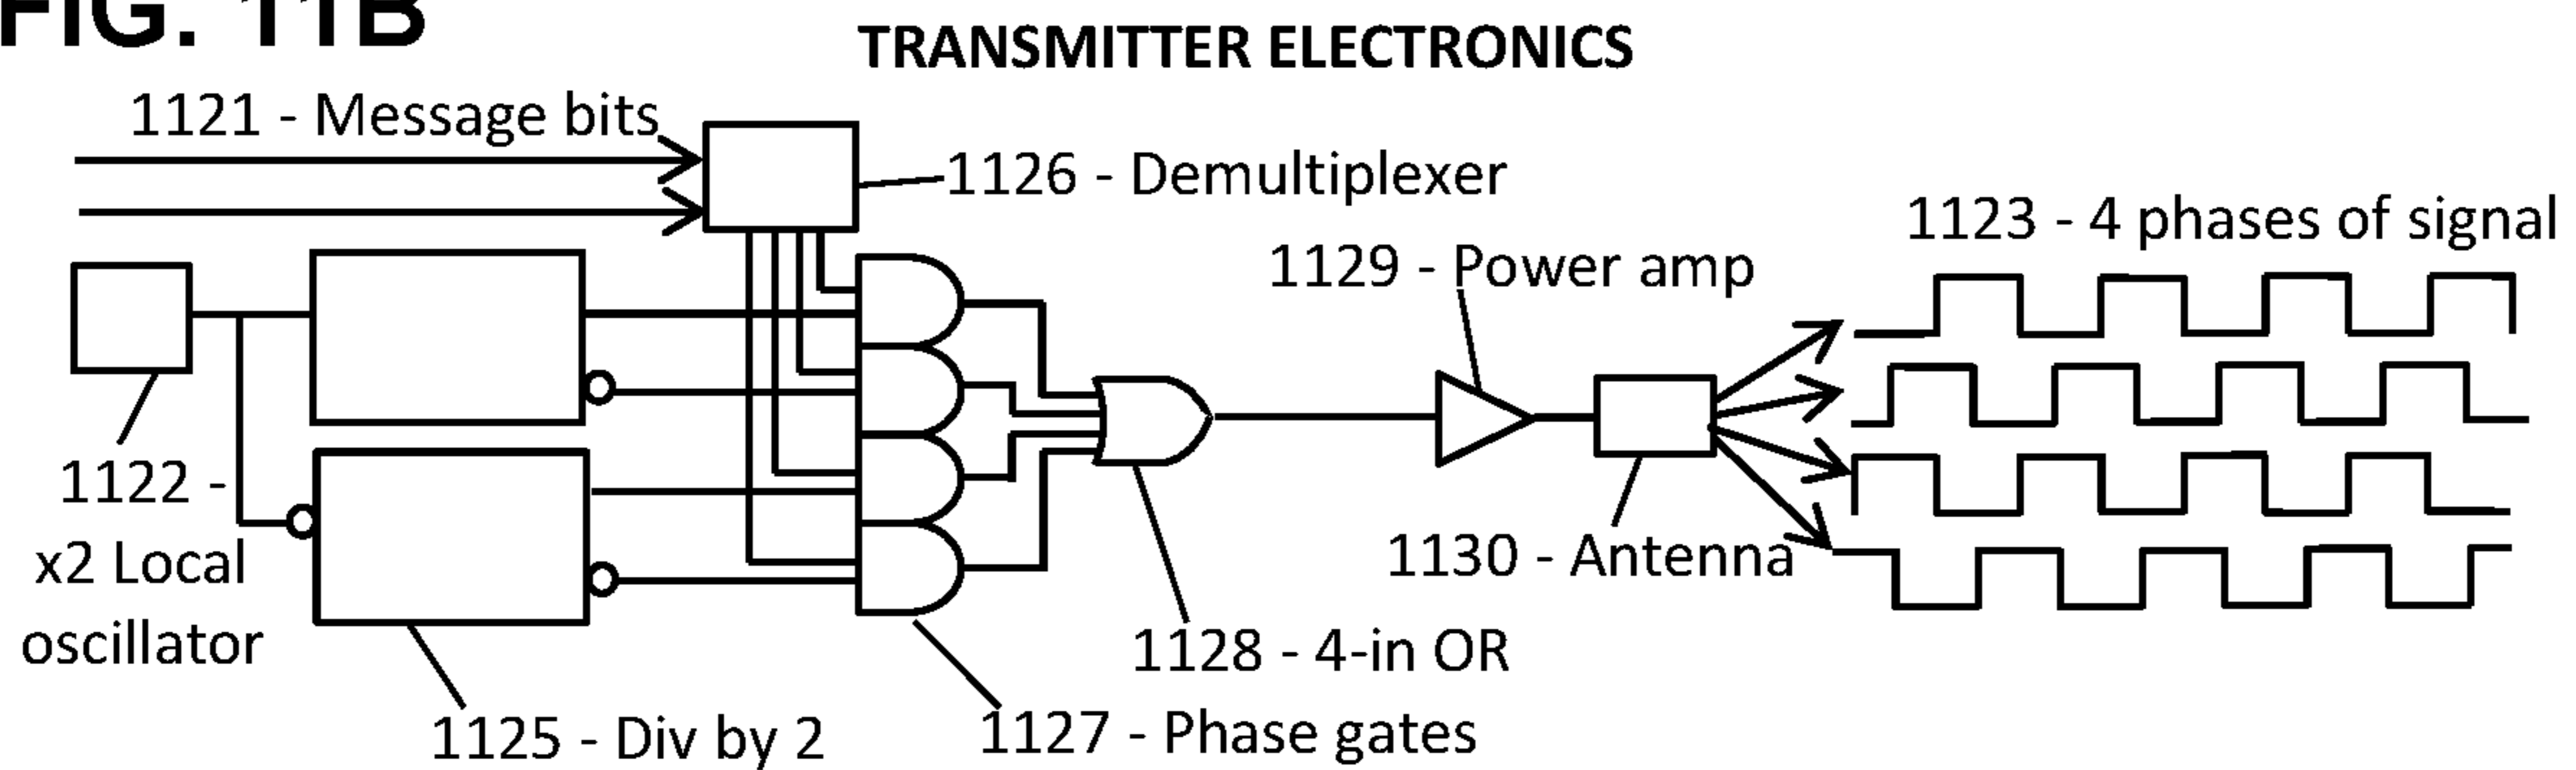 FIG. 11B
TRANSMITTER ELECTRONICS
1121 - Message bits
1126 - Demultiplexer
1123 - 4 phases of signal
1129 - Power amp
1122 -
x2 Local
oscillator
1130 - Antenna
1128 - 4-in OR
1125 - Div by 2
1127 - Phase gates